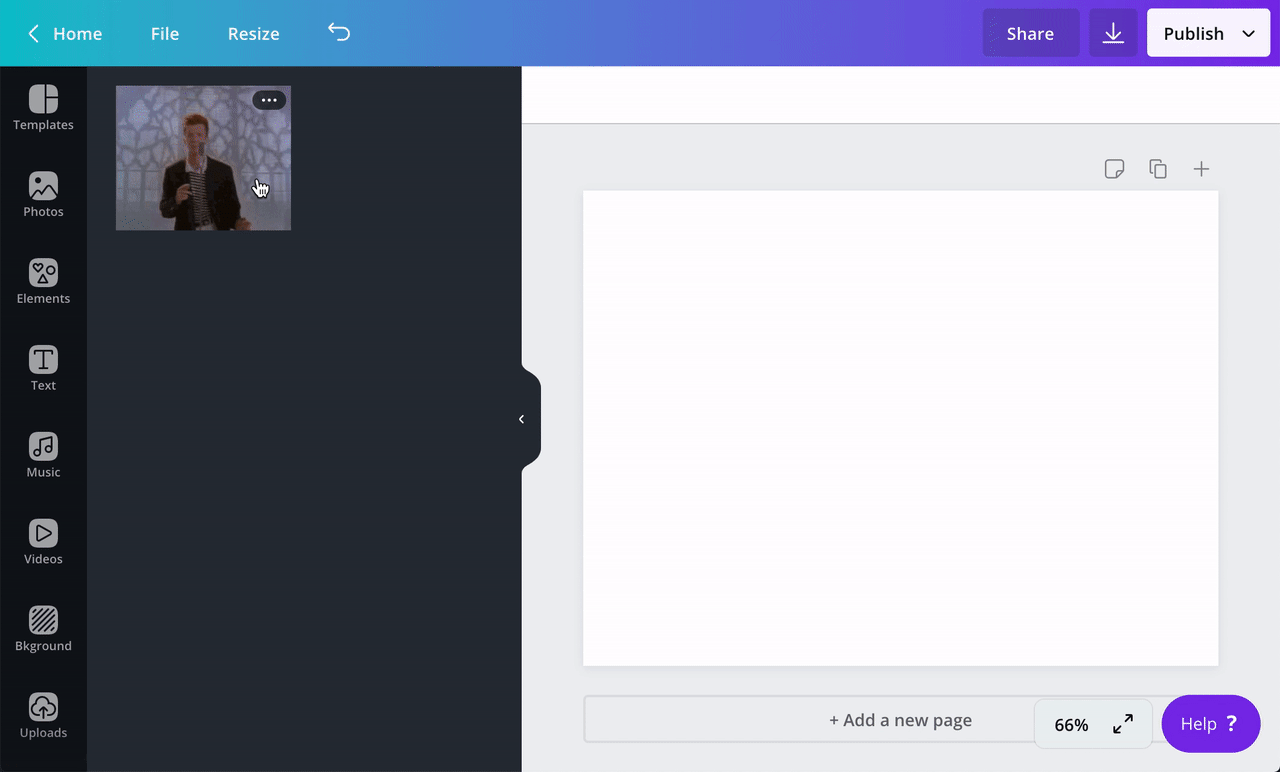 Home
File
Resize
Share
Publish
Templates
Photos
Elements
Text
Music
Videos
Bkground
Uploads
+ Add a new page
66%
Help ?